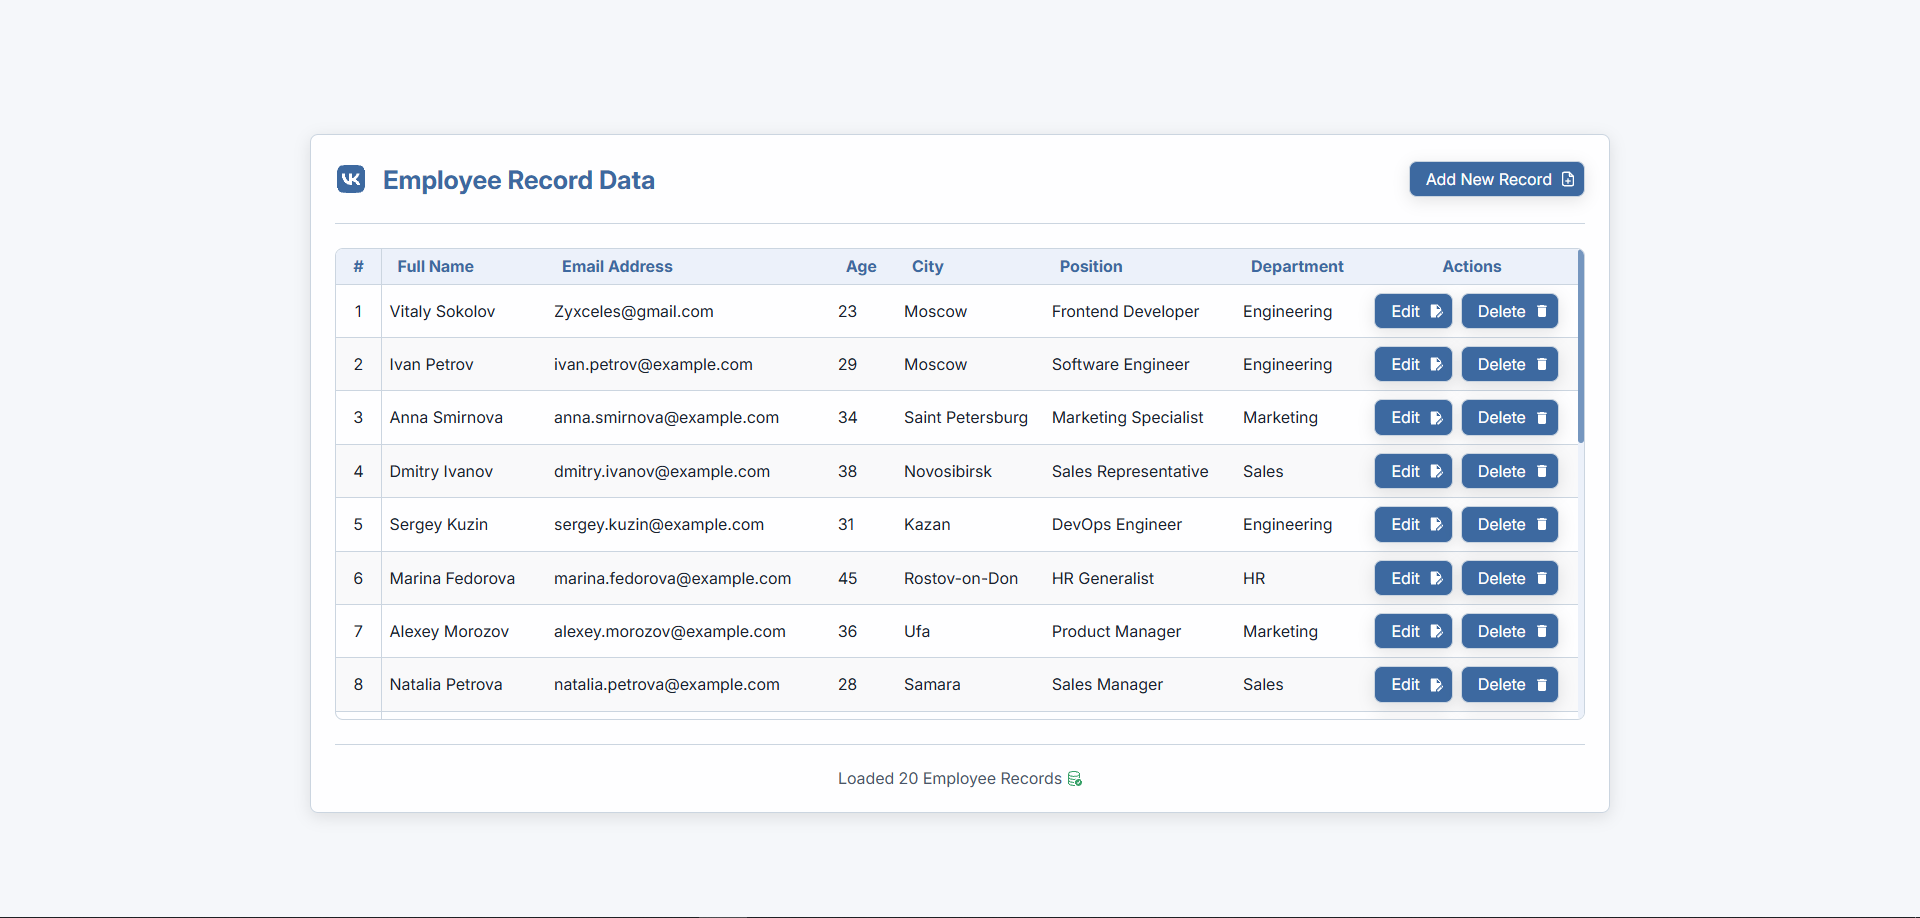 VK Employee Record Data Add New Record
# Full Name Email Address Age City Position Department Actions
1 Vitaly Sokolov Zyxceles@gmail.com 23 Moscow Frontend Developer Engineering Edit Delete
2 Ivan Petrov ivan.petrov@example.com 29 Moscow Software Engineer Engineering Edit Delete
3 Anna Smirnova anna.smirnova@example.com 34 Saint Petersburg Marketing Specialist Marketing Edit Delete
4 Dmitry Ivanov dmitry.ivanov@example.com 38 Novosibirsk Sales Representative Sales Edit Delete
5 Sergey Kuzin sergey.kuzin@example.com 31 Kazan DevOps Engineer Engineering Edit Delete
6 Marina Fedorova marina.fedorova@example.com 45 Rostov-on-Don HR Generalist HR Edit Delete
7 Alexey Morozov alexey.morozov@example.com 36 Ufa Product Manager Marketing Edit Delete
8 Natalia Petrova natalia.petrova@example.com 28 Samara Sales Manager Sales Edit Delete
Loaded 20 Employee Records